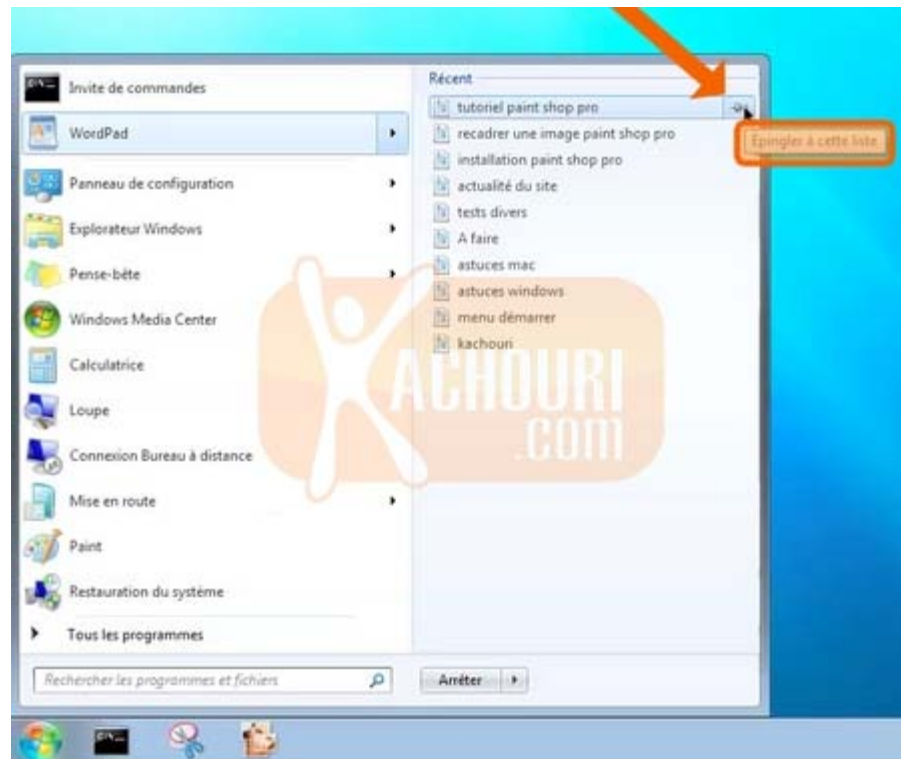 Invite de commandes
WordPad
Panneau de configuration
Explorateur Windows
Pense-bête
Windows Media Center
Calculatrice
Loupe
Connexion Bureau à distance
Mise en route
Paint
Restauration du système
Tous les programmes
Rechercher les programmes et fichiers
Récent
tutoriel paint shop pro
recadrer une image paint shop pro
installation paint shop pro
actualité du site
tests divers
A faire
astuces mac
astuces windows
menu démarrer
kachouri
Epingler à cette liste
Arrêter
KACHOURI
.COM